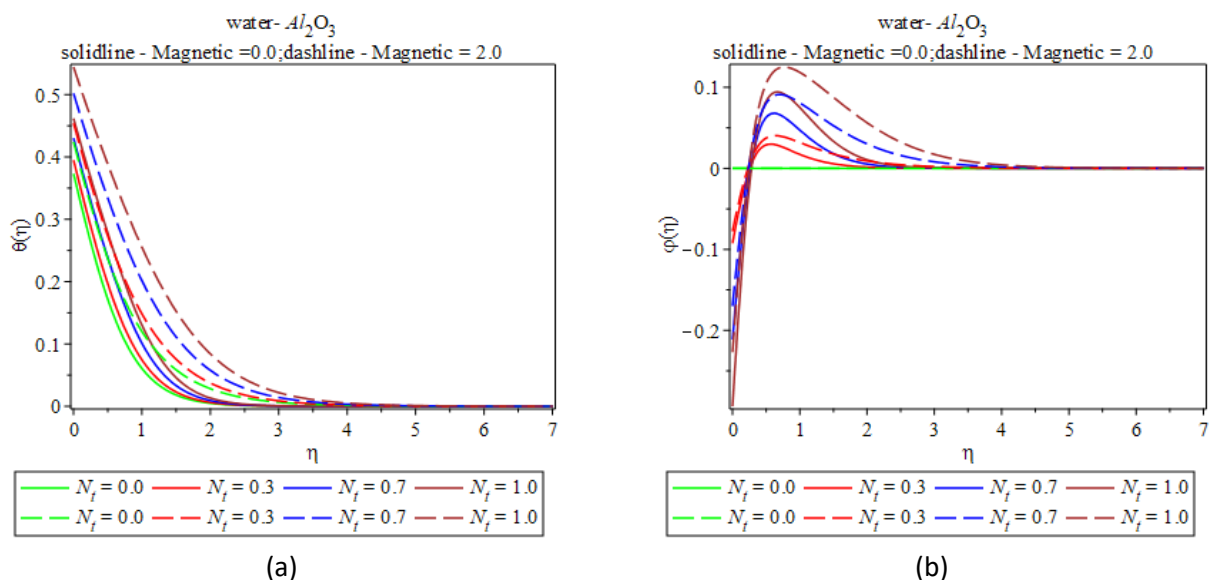 water- Al₂O₃
solidline - Magnetic =0.0;dashline - Magnetic = 2.0
0.5
0.4
0.3
0.2
0.1
0
θ(η)
0 1 2 3 4 5 6 7
η
Nₜ = 0.0 Nₜ = 0.3 Nₜ = 0.7 Nₜ = 1.0
Nₜ = 0.0 Nₜ = 0.3 Nₜ = 0.7 Nₜ = 1.0
(a)
water- Al₂O₃
solidline - Magnetic =0.0;dashline - Magnetic = 2.0
0.1
0
−0.1
−0.2
φ(η)
0 1 2 3 4 5 6 7
η
Nₜ = 0.0 Nₜ = 0.3 Nₜ = 0.7 Nₜ = 1.0
Nₜ = 0.0 Nₜ = 0.3 Nₜ = 0.7 Nₜ = 1.0
(b)